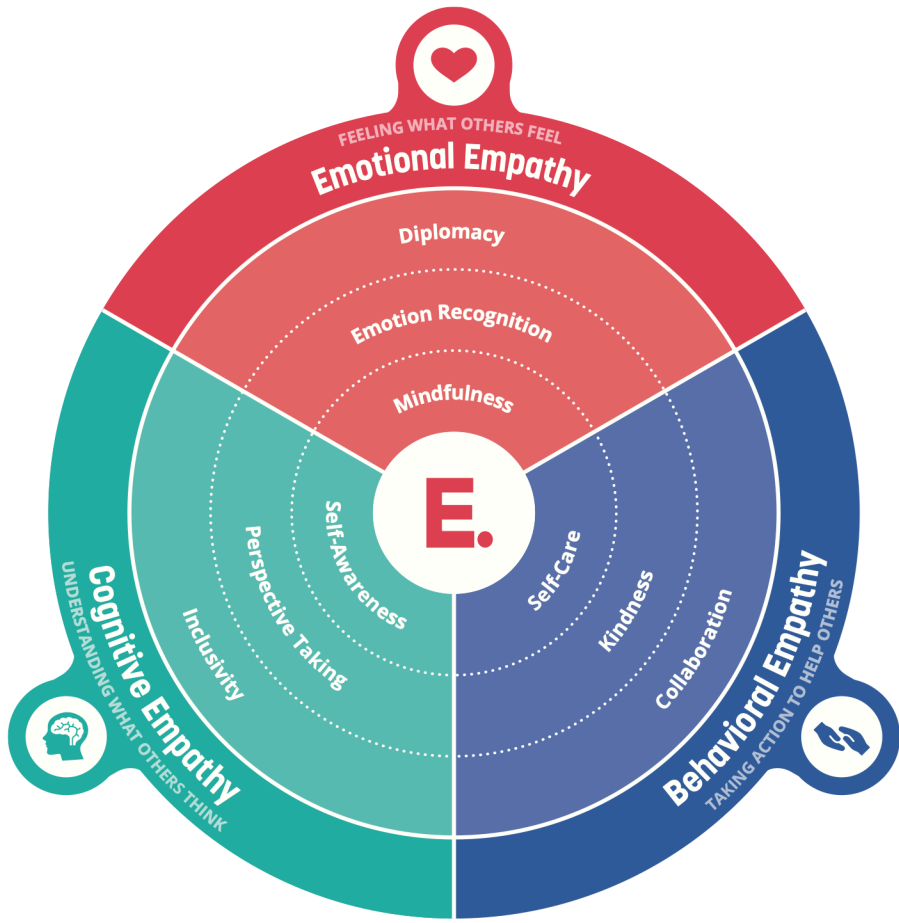 FEELING WHAT OTHERS FEEL
Emotional Empathy
Diplomacy
Emotion Recognition
Mindfulness
E.
Self-Awareness
Perspective Taking
Inclusivity
Cognitive Empathy
UNDERSTANDING WHAT OTHERS THINK
Self-Care
Kindness
Collaboration
Behavioral Empathy
TAKING ACTION TO HELP OTHERS